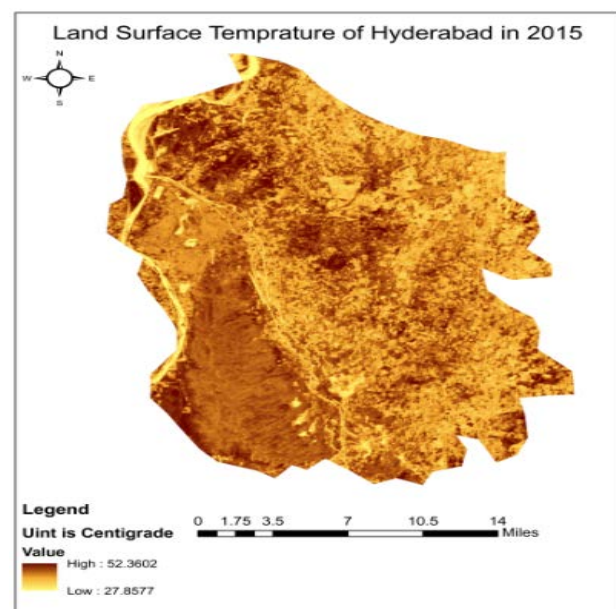 Land Surface Temprature of Hyderabad in 2015
N
W E
S
Legend
Uint is Centigrade
Value
High : 52.3602
Low : 27.8577
0 1.75 3.5 7 10.5 14
Miles